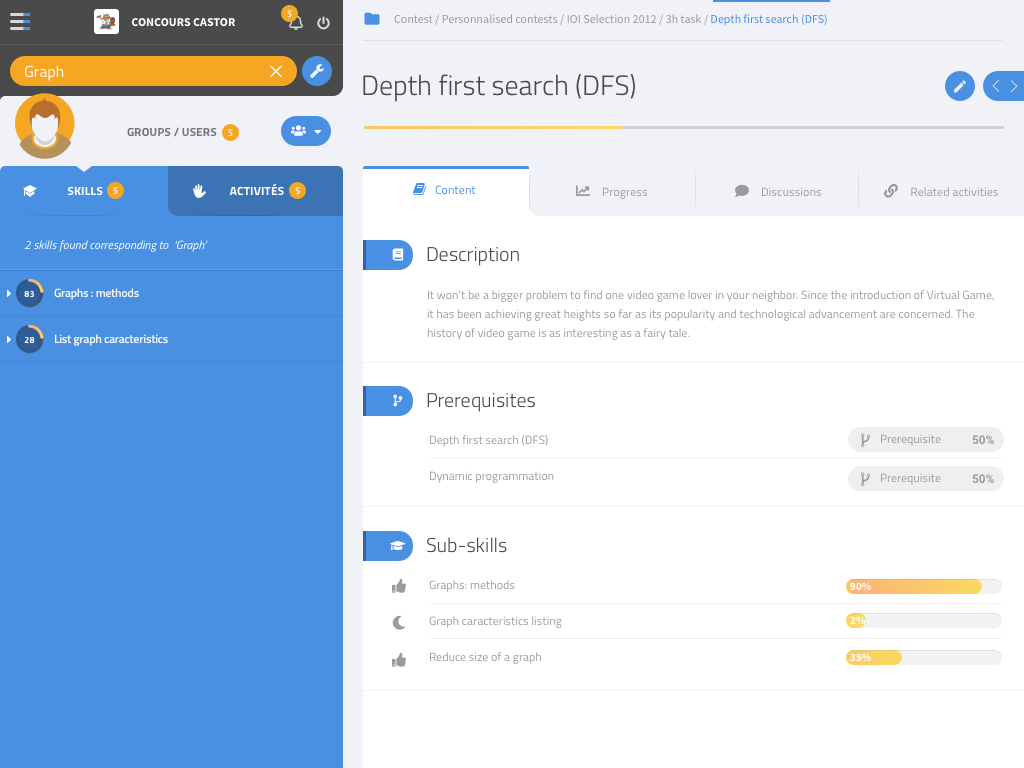 CONCOURS CASTOR
5
Graph
GROUPS / USERS 5
SKILLS 5
ACTIVITÉS 5
2 skills found corresponding to 'Graph'
83 Graphs : methods
28 List graph caracteristics
Contest / Personnalised contests / IOI Selection 2012 / 3h task / Depth first search (DFS)
Depth first search (DFS)
Content
Progress
Discussions
Related activities
Description
It won't be a bigger problem to find one video game lover in your neighbor. Since the introduction of Virtual Game,
it has been achieving great heights so far as its popularity and technological advancement are concerned. The
history of video game is as interesting as a fairy tale.
Prerequisites
Depth first search (DFS) Prerequisite 50%
Dynamic programmation Prerequisite 50%
Sub-skills
Graphs: methods 90%
Graph caracteristics listing 2%
Reduce size of a graph 35%